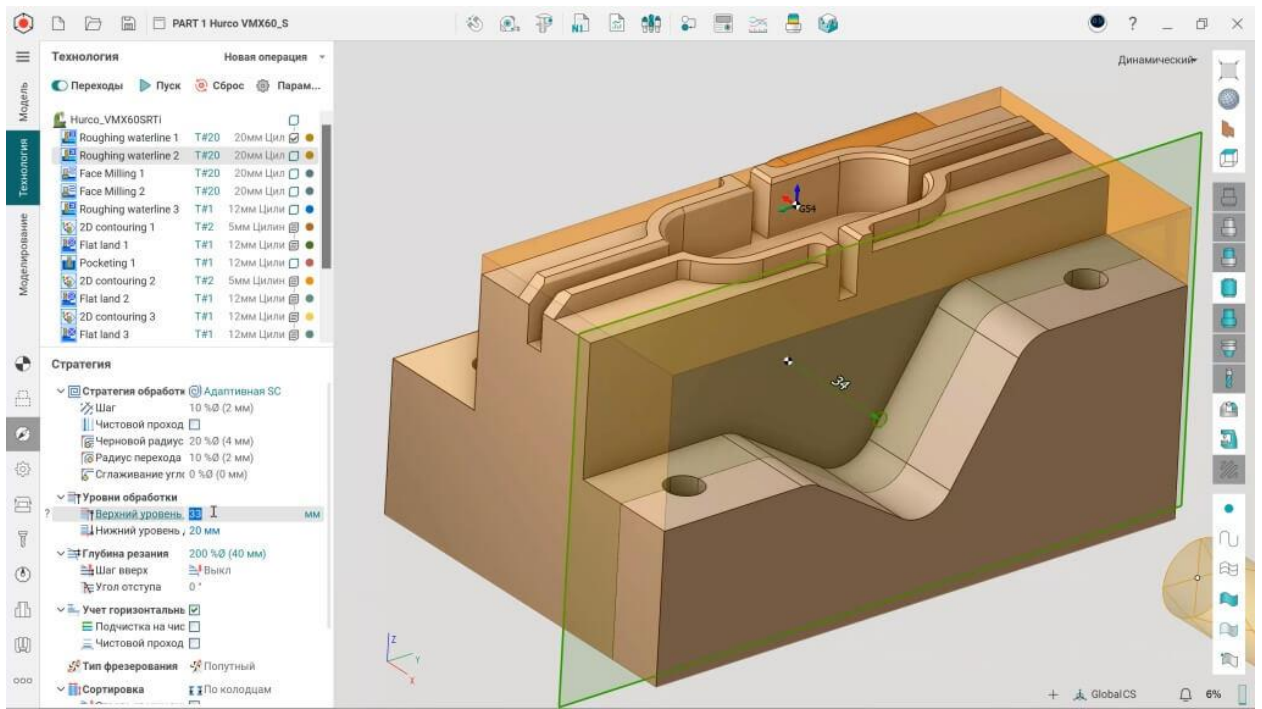 PART 1 Hurco VMX60_S
N1
?
Технология
Новая операция
Переходы
Пуск
Сброс
Парам...
Динамический
Модель
Технология
Моделирование
Hurco_VMX60SRTi
Roughing waterline 1 T#20 20мм Цил
Roughing waterline 2 T#20 20мм Цил
Face Milling 1 T#20 20мм Цил
Face Milling 2 T#20 20мм Цил
Roughing waterline 3 T#1 12мм Цили
2D contouring 1 T#2 5мм Цилин
Flat land 1 T#1 12мм Цили
Pocketing 1 T#1 12мм Цили
2D contouring 2 T#2 5мм Цилин
Flat land 2 T#1 12мм Цили
2D contouring 3 T#1 12мм Цили
Flat land 3 T#1 12мм Цили
G54
34
Стратегия
Стратегия обработк Адаптивная SC
Шаг 10 %Ø (2 мм)
Чистовой проход
Черновой радиус 20 %Ø (4 мм)
Радиус перехода 10 %Ø (2 мм)
Сглаживание угло 0 %Ø (0 мм)
Уровни обработки
? Верхний уровень, 33 мм
Нижний уровень, 20 мм
Глубина резания 200 %Ø (40 мм)
Шаг вверх Выкл
Угол отступа 0 °
Учет горизонтальны
Подчистка на чис
Чистовой проход
Тип фрезерования Попутный
Сортировка По колодцам
Z
Y
X
+ Global CS
6%